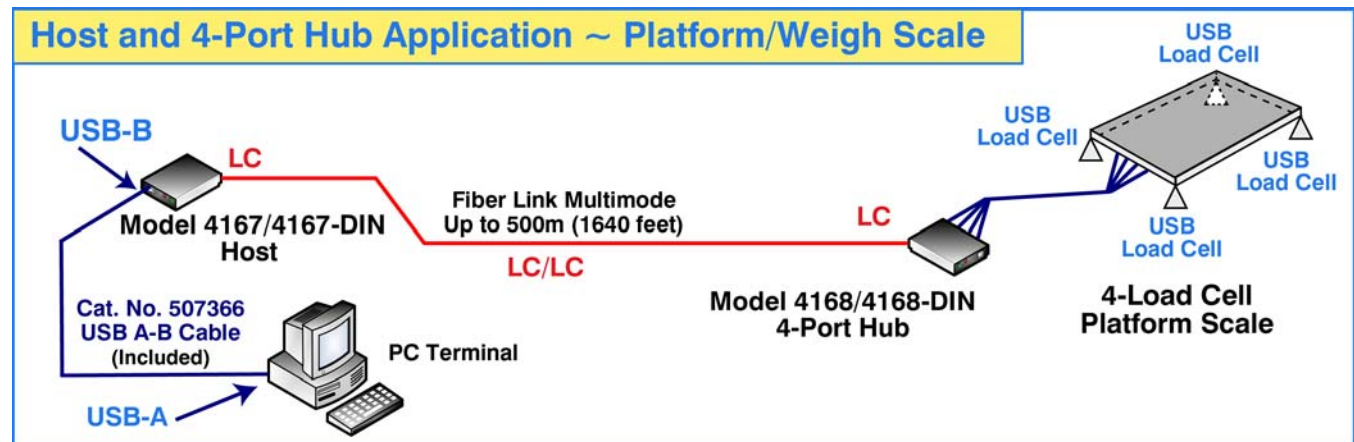 Host and 4-Port Hub Application ~ Platform/Weigh Scale
USB
Load Cell
USB-B
LC
USB
Load Cell
USB
Load Cell
Fiber Link Multimode
Up to 500m (1640 feet)
LC
Model 4167/4167-DIN
Host
LC/LC
USB
Load Cell
Model 4168/4168-DIN
4-Port Hub
4-Load Cell
Platform Scale
Cat. No. 507366
USB A-B Cable
(Included)
PC Terminal
USB-A